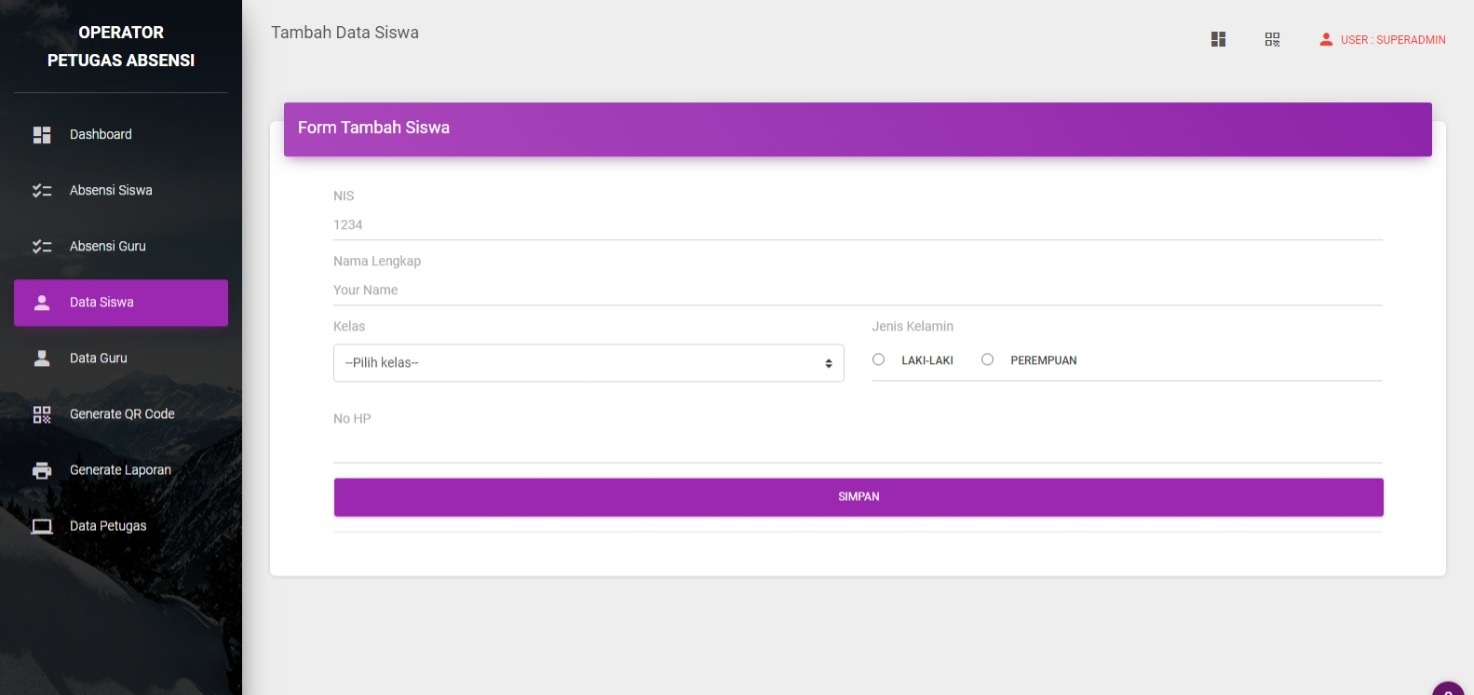 OPERATOR
PETUGAS ABSENSI
Dashboard
Absensi Siswa
Absensi Guru
Data Siswa
Data Guru
Generate QR Code
Generate Laporan
Data Petugas
Tambah Data Siswa
USER : SUPERADMIN
Form Tambah Siswa
NIS
1234
Nama Lengkap
Your Name
Kelas
Jenis Kelamin
--Pilih kelas--
LAKI-LAKI
PEREMPUAN
No HP
SIMPAN